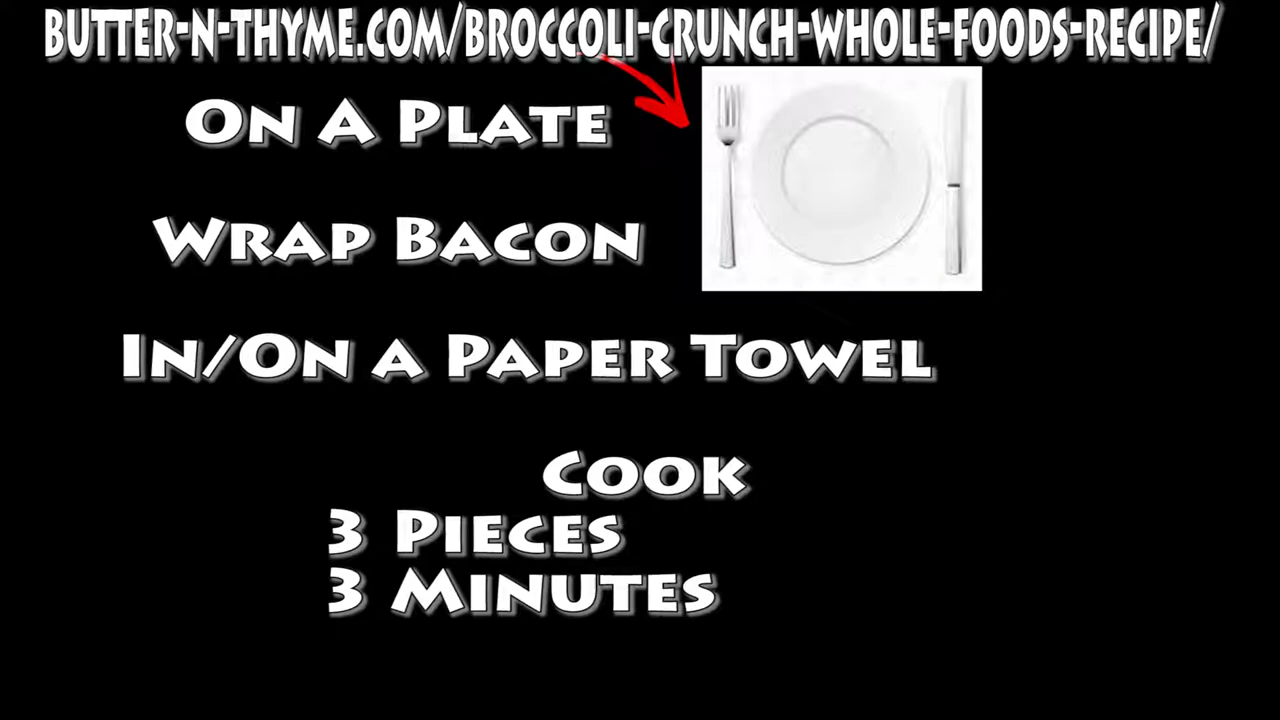 BUTTER-N-THYME.COM/BROCCOLI-CRUNCH-WHOLE-FOODS-RECIPE/
On A Plate
Wrap Bacon
In/On a Paper Towel
Cook
3 Pieces
3 Minutes